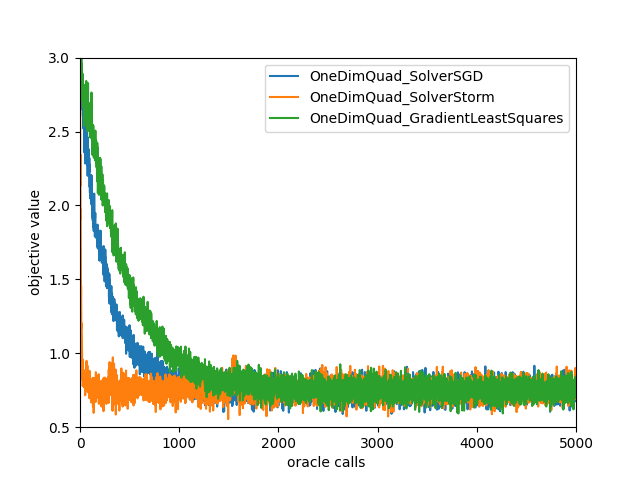 OneDimQuad_SolverSGD
OneDimQuad_SolverStorm
OneDimQuad_GradientLeastSquares
3.0
2.5
2.0
1.5
1.0
0.5
objective value
0 1000 2000 3000 4000 5000
oracle calls